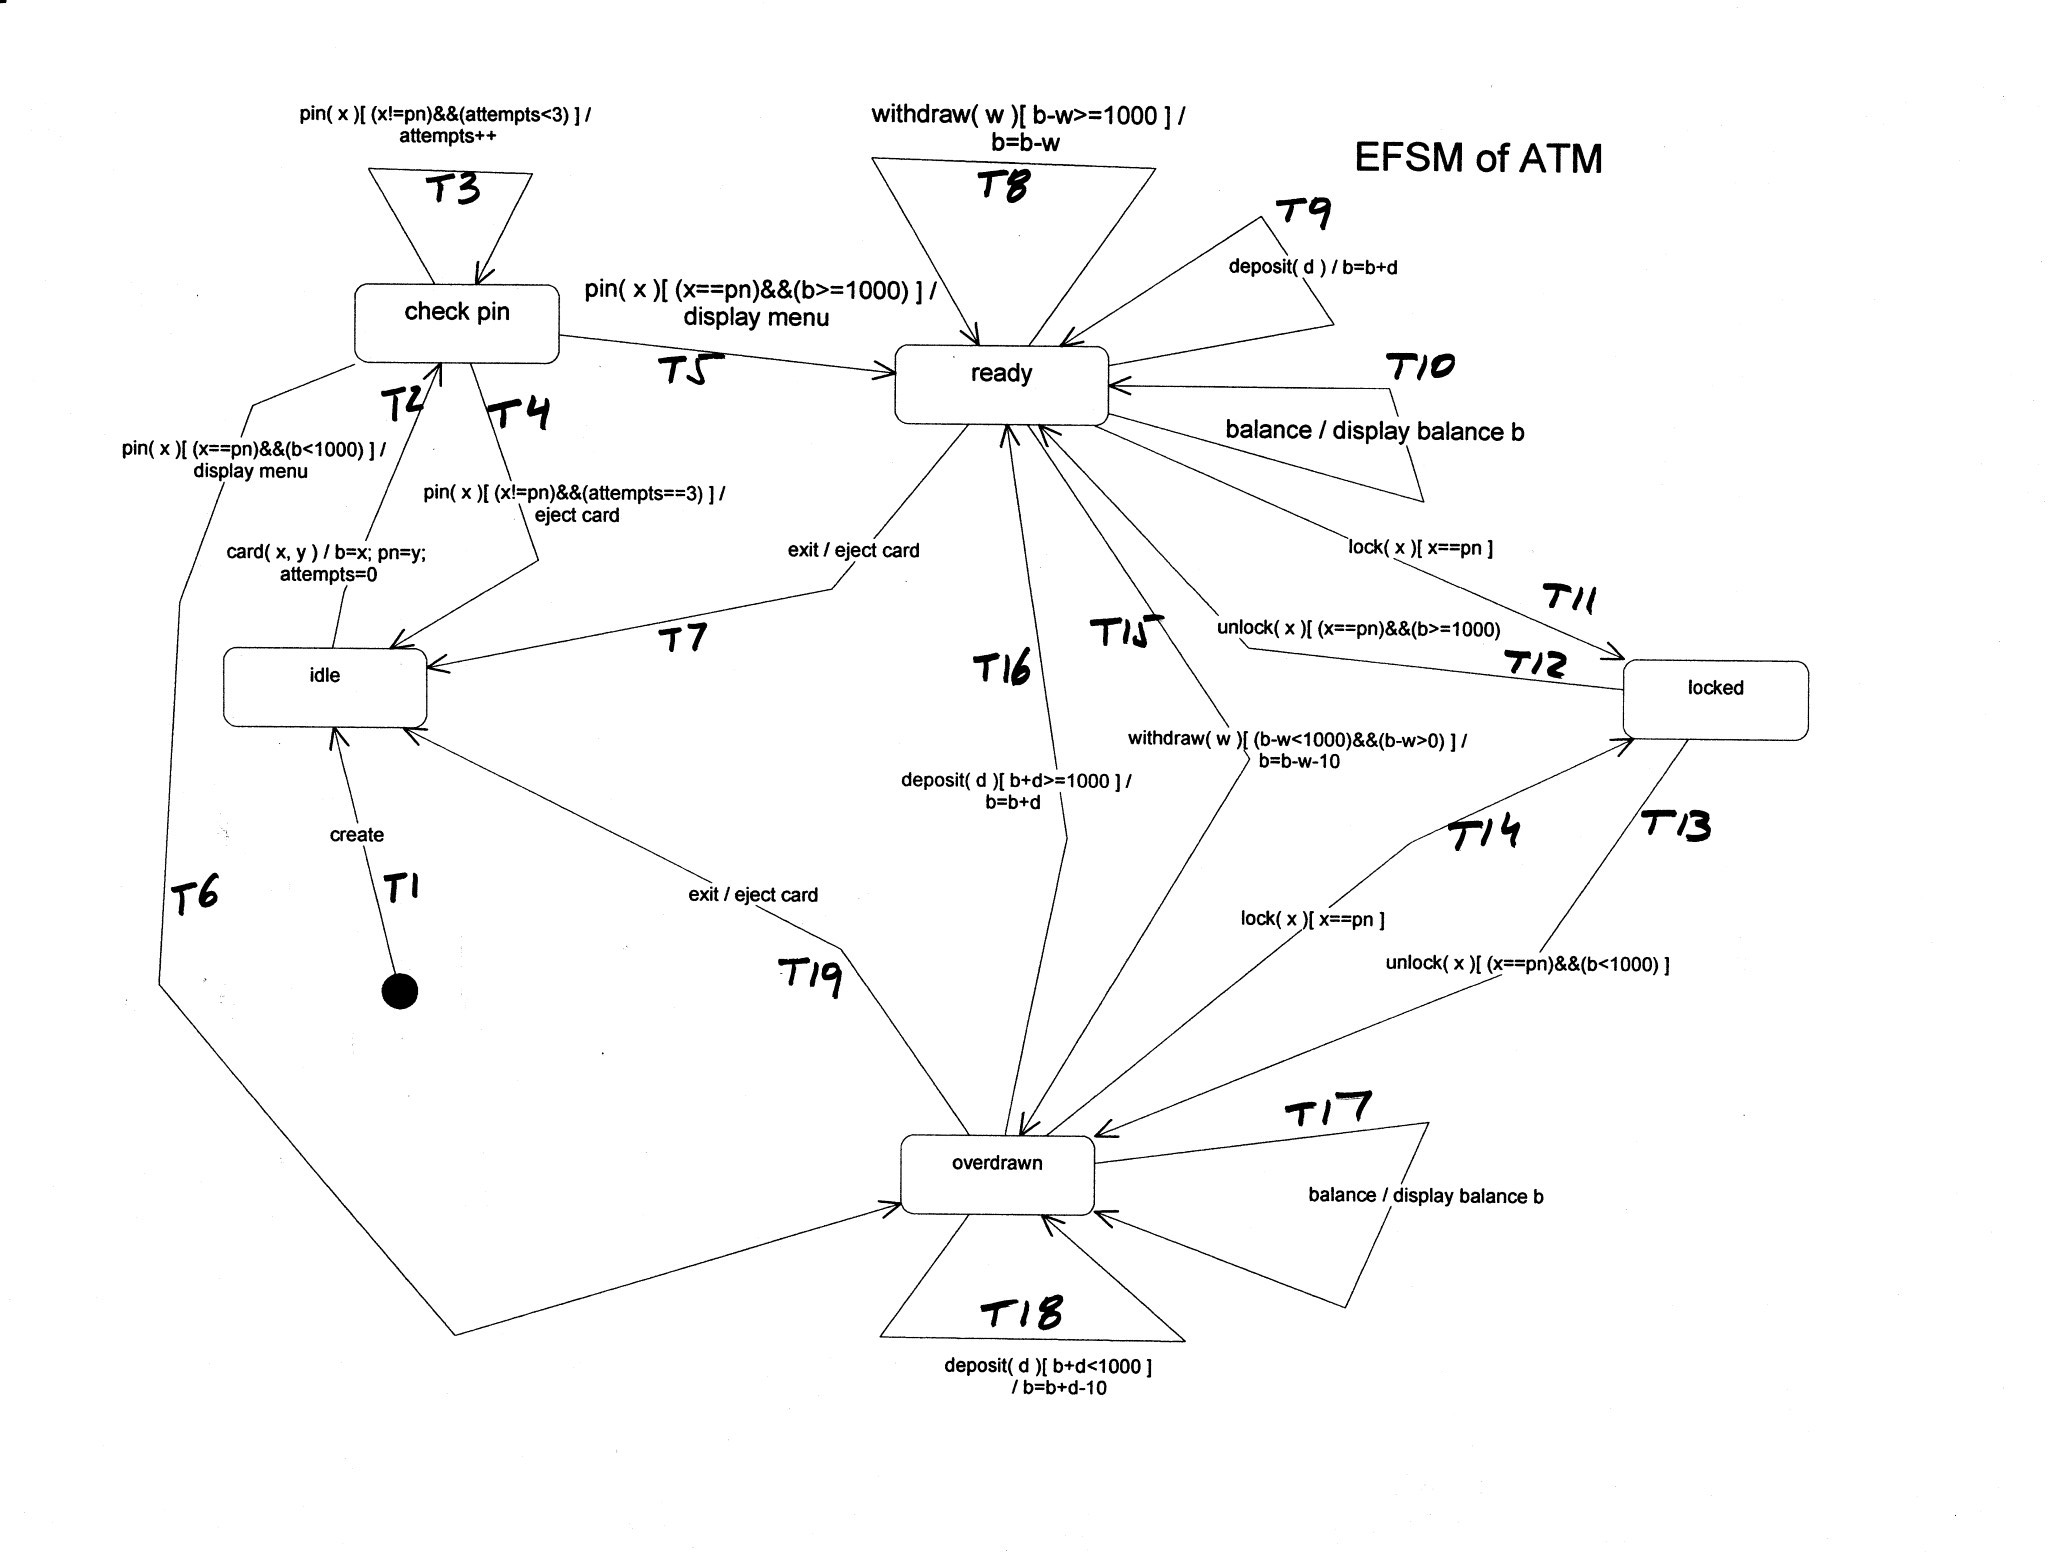 pin( x )[ (x!=pn)&&(attempts<3) ] /
attempts++
T3
withdraw( w )[ b-w>=1000 ] /
b=b-w
T8
EFSM of ATM
T9
deposit( d ) / b=b+d
check pin
pin( x )[ (x==pn)&&(b>=1000) ] /
display menu
T5
ready
T10
balance / display balance b
T2
T4
pin( x )[ (x==pn)&&(b<1000) ] /
display menu
pin( x )[ (x!=pn)&&(attempts==3) ] /
eject card
card( x, y ) / b=x; pn=y;
attempts=0
exit / eject card
T7
lock( x )[ x==pn ]
T11
unlock( x )[ (x==pn)&&(b>=1000)
T12
T15
T16
idle
locked
withdraw( w )[ (b-w<1000)&&(b-w>0) ] /
b=b-w-10
deposit( d )[ b+d>=1000 ] /
b=b+d
create
T1
T6
T14
T13
exit / eject card
T19
lock( x )[ x==pn ]
unlock( x )[ (x==pn)&&(b<1000) ]
overdrawn
T17
balance / display balance b
T18
deposit( d )[ b+d<1000 ]
/ b=b+d-10